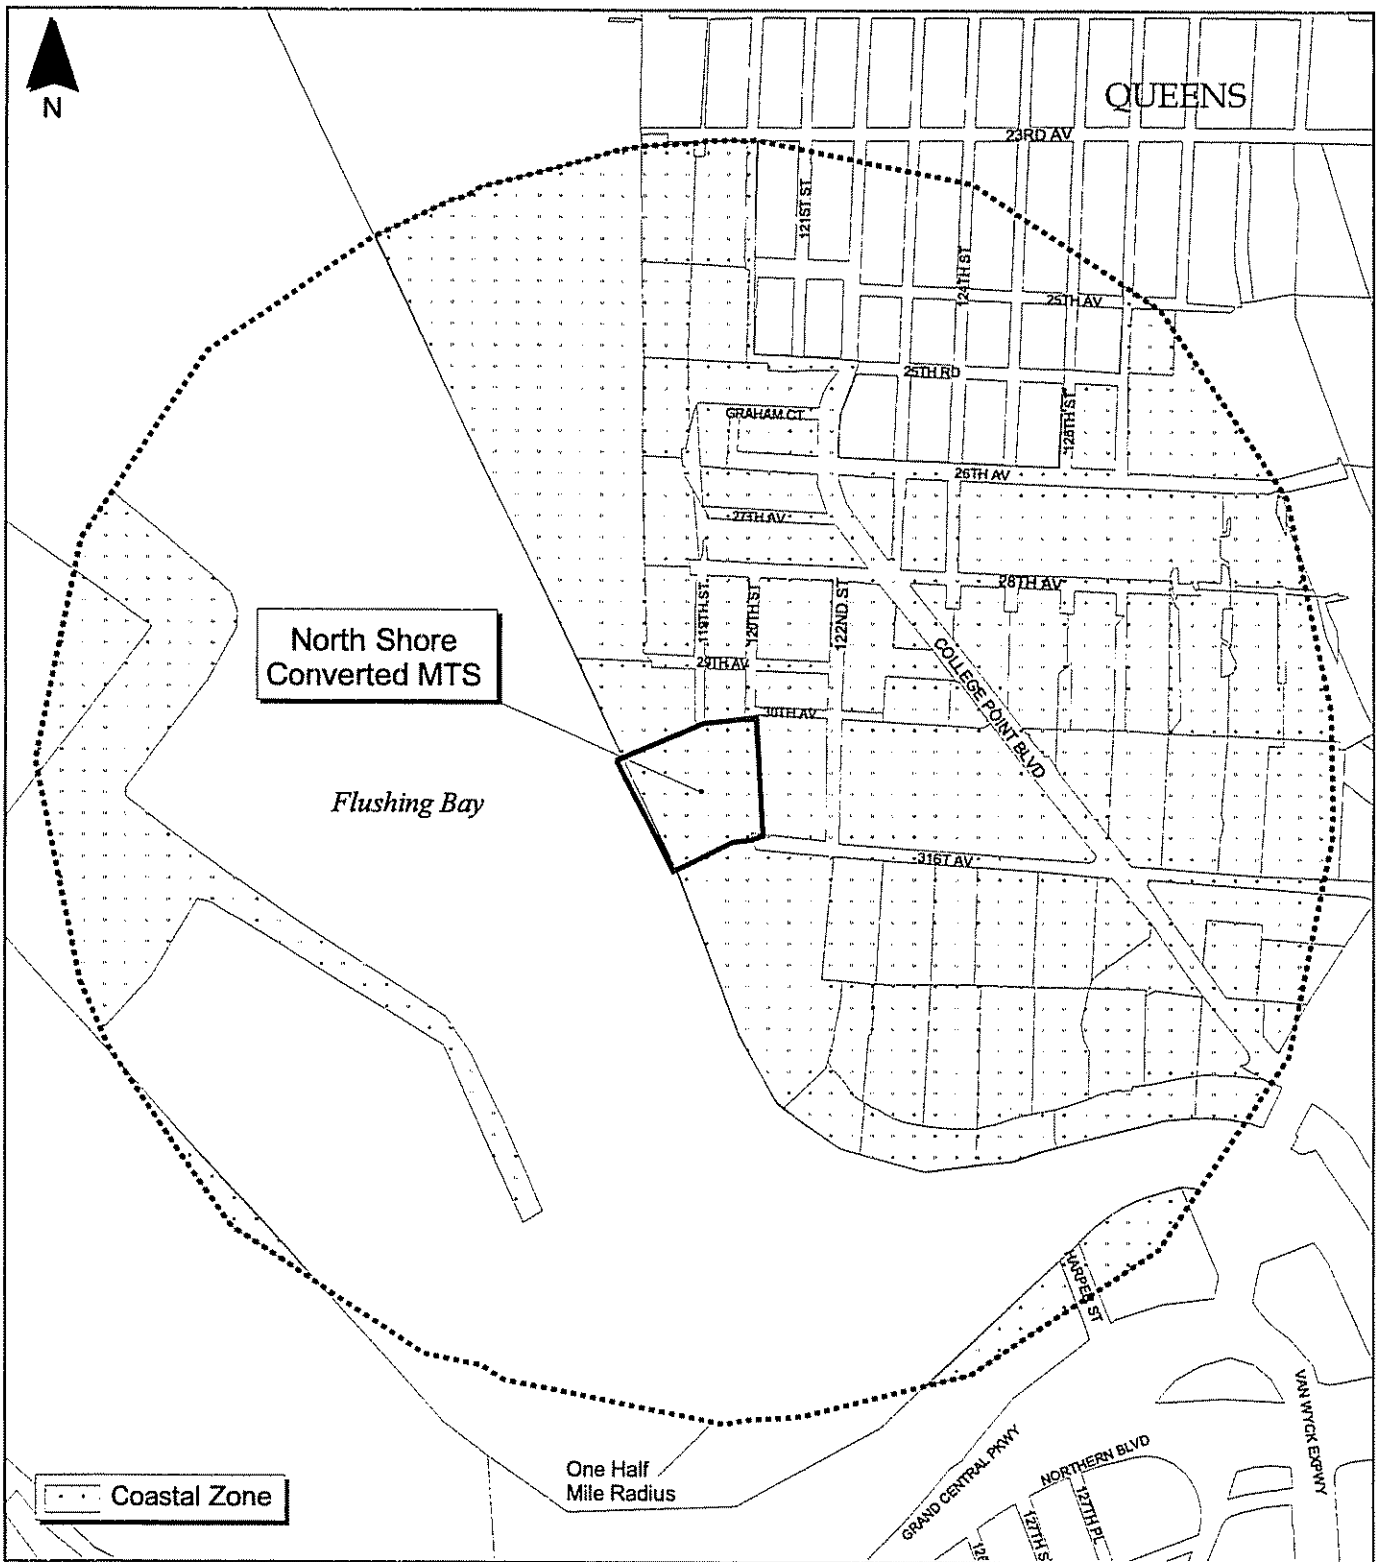 N
QUEENS
23RD AV
121ST ST
124TH ST
25TH AV
25TH RD
GRAHAM CT
128TH ST
26TH AV
27TH AV
28TH AV
119TH ST
120TH ST
122ND ST
North Shore
Converted MTS
29TH AV
COLLEGE POINT BLVD
30TH AV
Flushing Bay
31ST AV
HARPER ST
VAN WYCK EXPWY
One Half
Mile Radius
GRAND CENTRAL PKWY
NORTHERN BLVD
127TH PL
127TH S
Coastal Zone